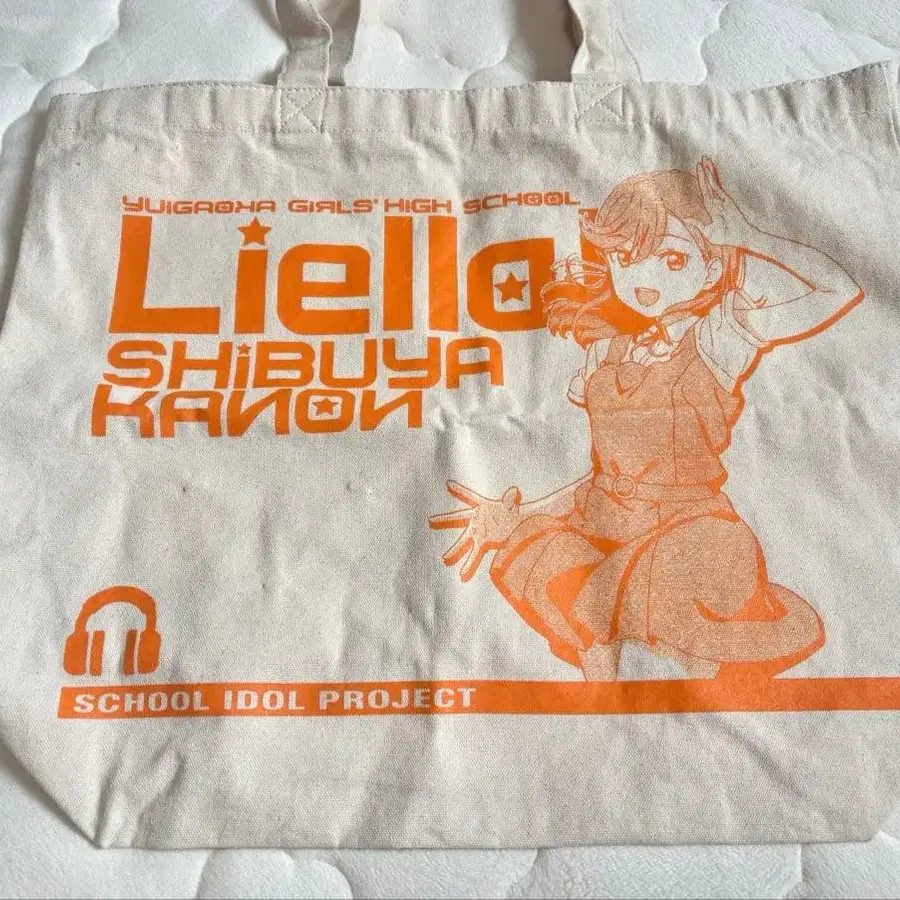 YUIGAOKA GIRLS' HIGH SCHOOL
Liella!
SHIBUYA
KANON
SCHOOL IDOL PROJECT